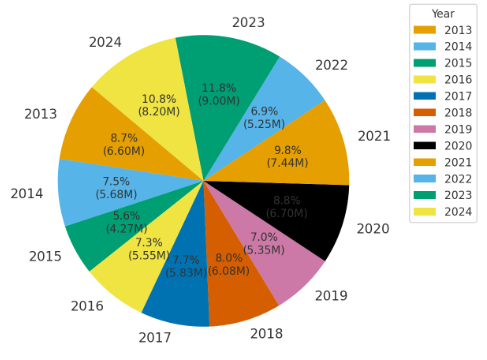 2023
2024
2022
2013
2021
2014
2020
2015
2019
2016
2017
2018
11.8%
(9.00M)
10.8%
(8.20M)
6.9%
(5.25M)
8.7%
(6.60M)
9.8%
(7.44M)
7.5%
(5.68M)
8.8%
(6.70M)
5.6%
(4.27M)
7.0%
(5.35M)
7.3%
(5.55M)
7.7%
(5.83M)
8.0%
(6.08M)
Year
2013
2014
2015
2016
2017
2018
2019
2020
2021
2022
2023
2024